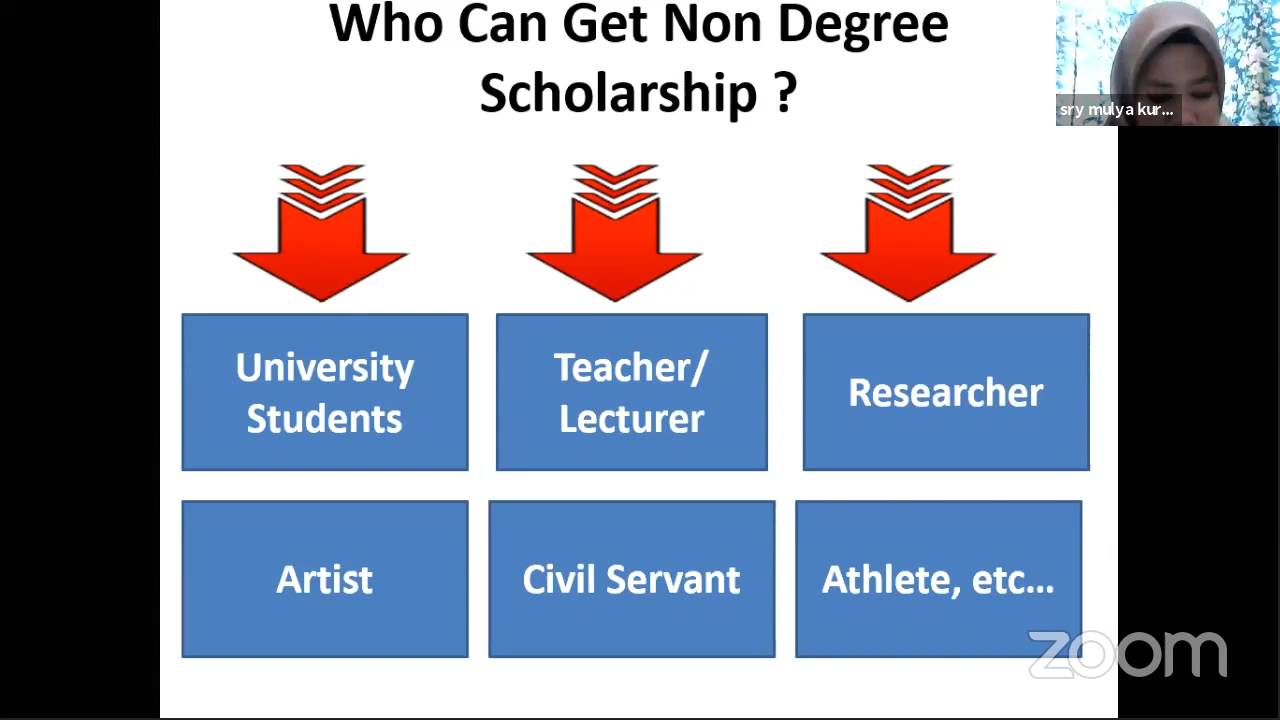 Who Can Get Non Degree
Scholarship ?
sry mulya kur...
University
Students
Teacher/
Lecturer
Researcher
Artist
Civil Servant
Athlete, etc...
zoom